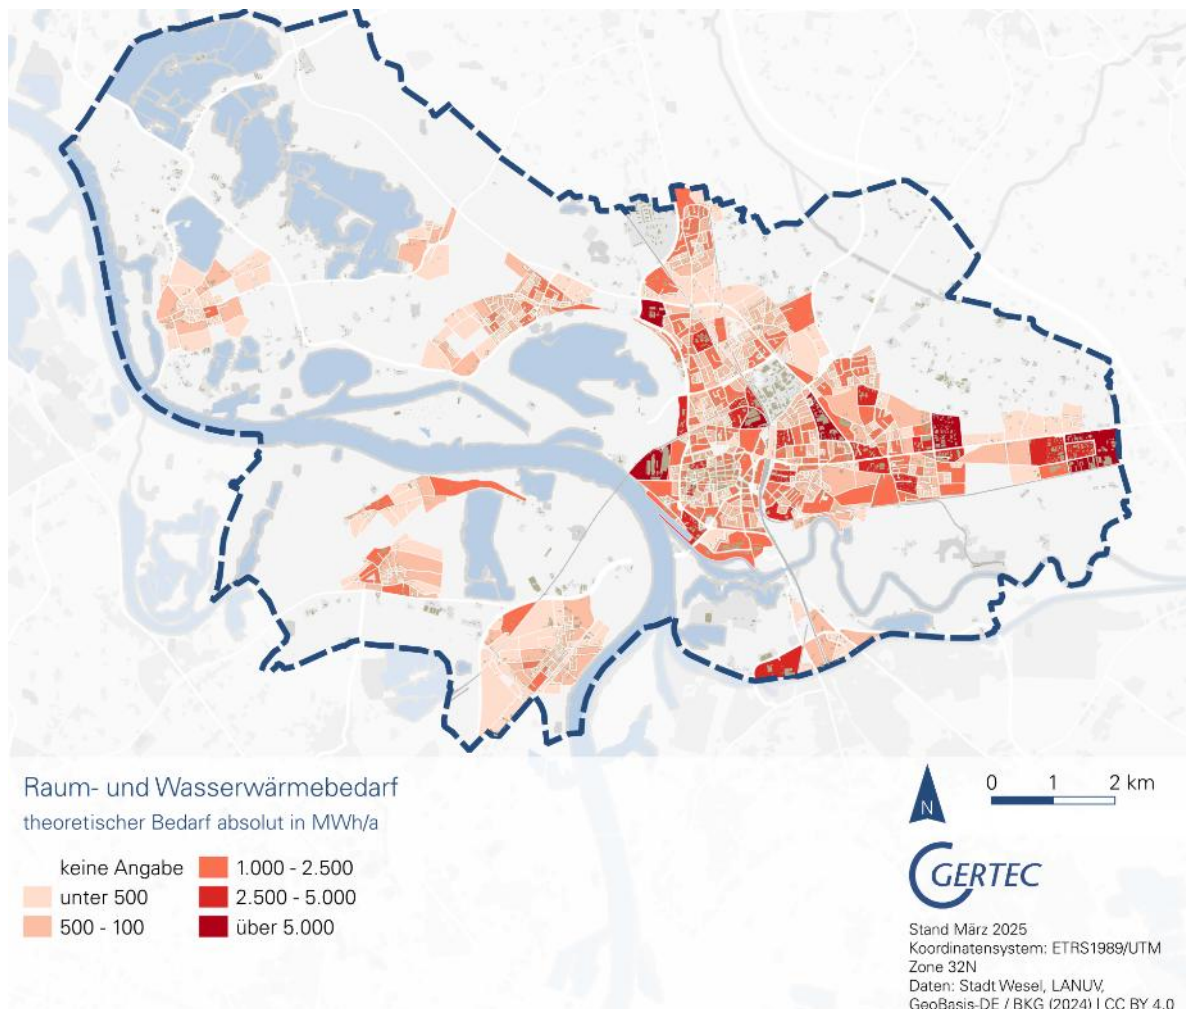 Raum- und Wasserwärmebedarf
theoretischer Bedarf absolut in MWh/a
keine Angabe
unter 500
500 - 100
1.000 - 2.500
2.500 - 5.000
über 5.000
N
0 1 2 km
GERTEC
Stand März 2025
Koordinatensystem: ETRS1989/UTM
Zone 32N
Daten: Stadt Wesel, LANUV,
GeoBasis-DE / BKG (2024) | CC BY 4.0